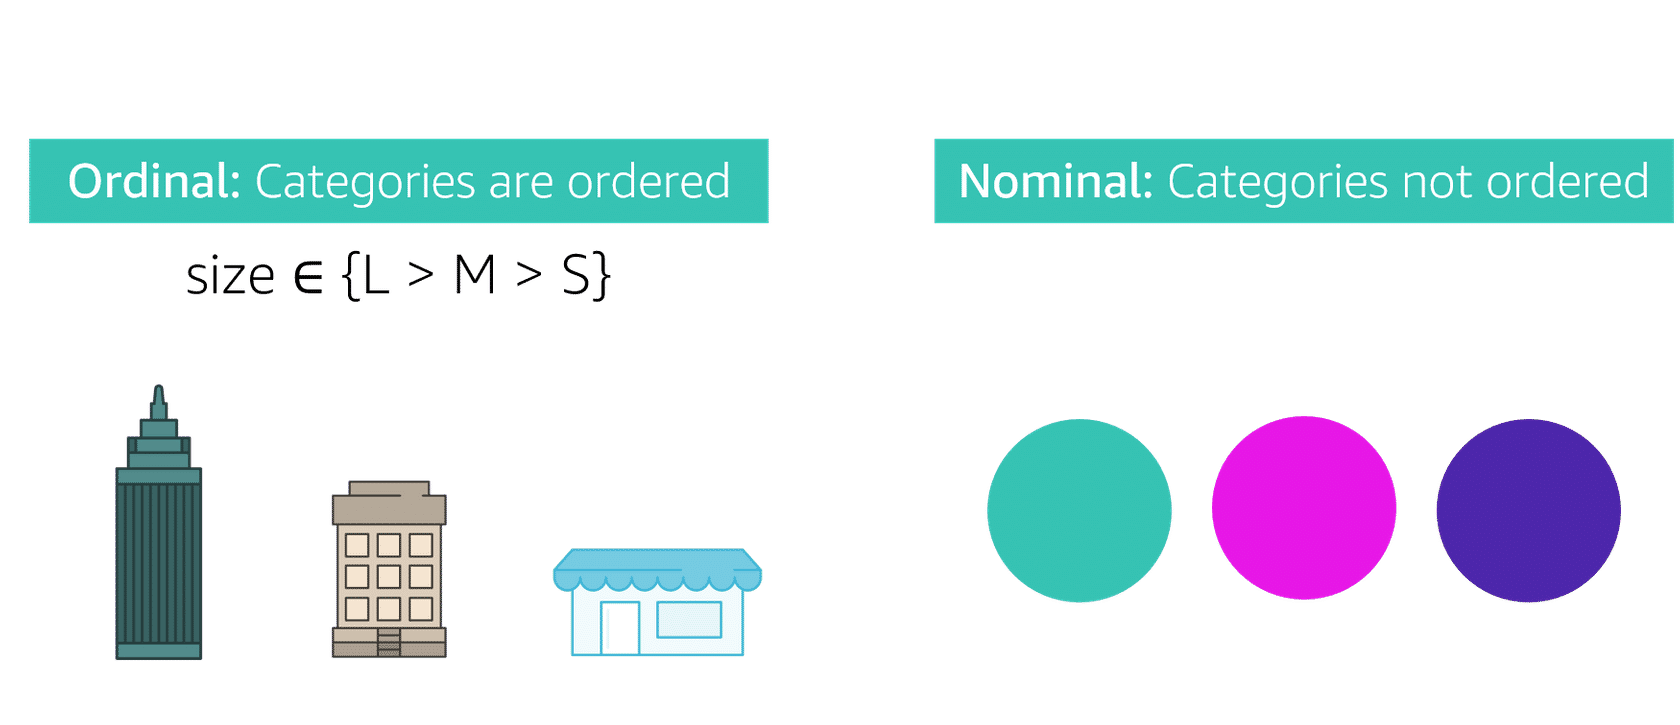 Ordinal: Categories are ordered
size ∈ {L > M > S}
Nominal: Categories not ordered